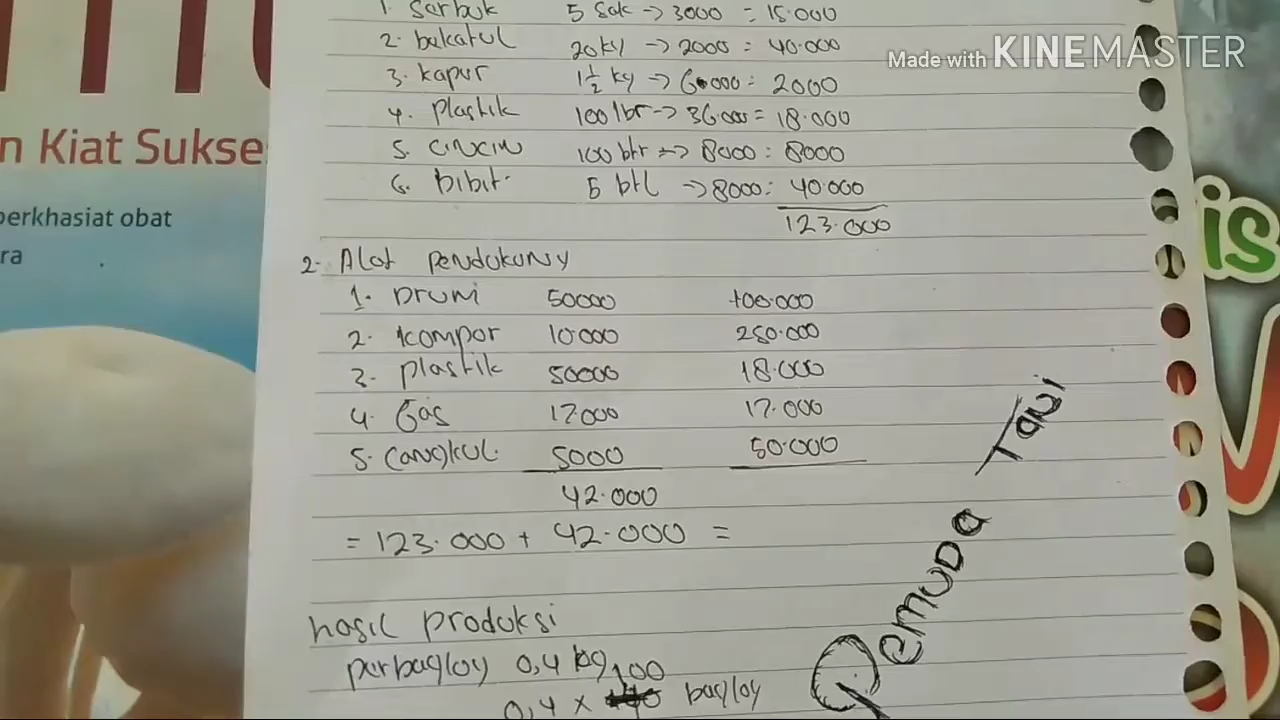 1. Serbuk 5 Sak -> 3000 = 15.000
2. bekatul 20 kg -> 2000 = 40.000
Made with KINEMASTER
3. kapur 1½ kg -> 6000 = 2000
4. Plastik 100 lbr -> 36.000 = 18.000
5. CINCIN 100 btr => 8000 = 8000
6. Bibit. 5 btl -> 8000 = 40.000
123.000
n Kiat Sukse
berkhasiat obat
ra
is
2. Alat Pendukung
1. Drum 50000 100.000
2. Kompor 10.000 250.000
3. Plastik 50000 18.000
4. Gas 17000 17.000
5. Cangkul. 5000 50.000
42.000
= 123.000 + 42.000 =
Pemuda Tani
hasil produksi
perbaglog 0,4 kg
0,4 x 100 baglog